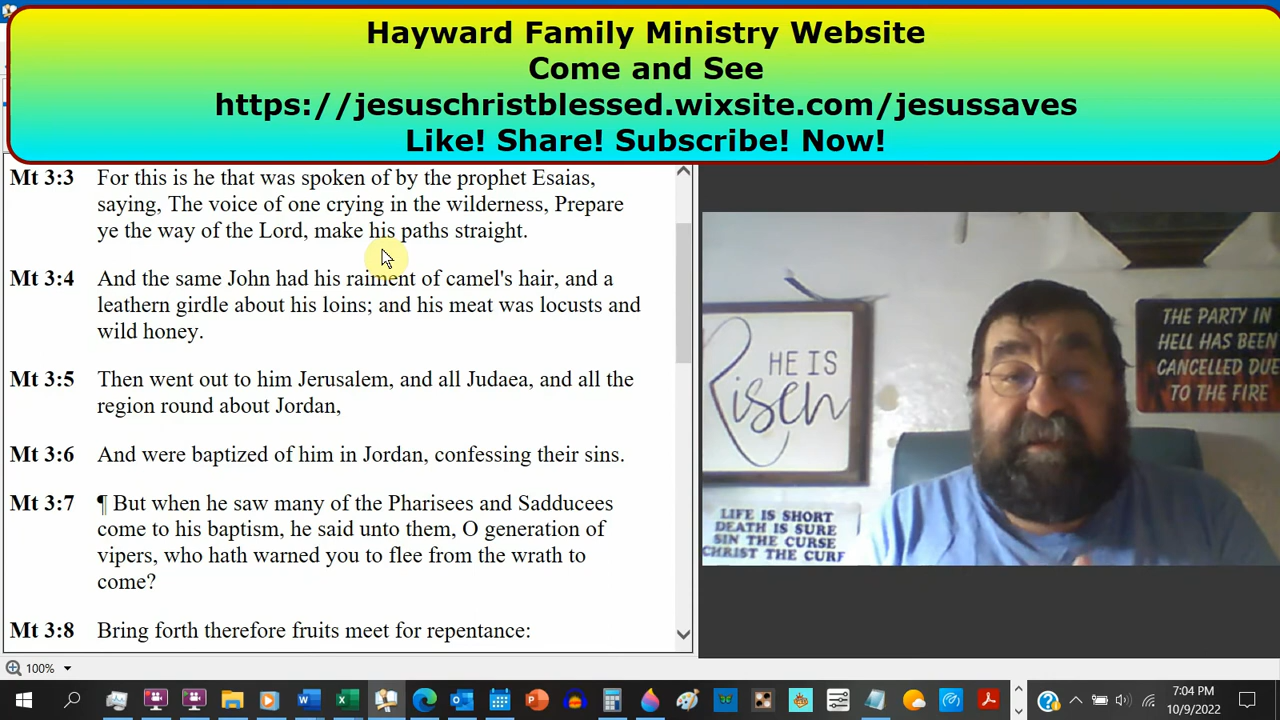 Hayward Family Ministry Website
Come and See
https://jesuschristblessed.wixsite.com/jesussaves
Like! Share! Subscribe! Now!
Mt 3:3 For this is he that was spoken of by the prophet Esaias,
saying, The voice of one crying in the wilderness, Prepare
ye the way of the Lord, make his paths straight.
Mt 3:4 And the same John had his raiment of camel's hair, and a
leathern girdle about his loins; and his meat was locusts and
wild honey.
Mt 3:5 Then went out to him Jerusalem, and all Judaea, and all the
region round about Jordan,
Mt 3:6 And were baptized of him in Jordan, confessing their sins.
Mt 3:7 ¶ But when he saw many of the Pharisees and Sadducees
come to his baptism, he said unto them, O generation of
vipers, who hath warned you to flee from the wrath to
come?
Mt 3:8 Bring forth therefore fruits meet for repentance:
HE IS
Risen
LIFE IS SHORT
DEATH IS SURE
SIN THE CURSE
CHRIST THE CURE
THE PARTY IN
HELL HAS BEEN
CANCELLED DUE
TO THE FIRE
100%
7:04 PM
10/9/2022